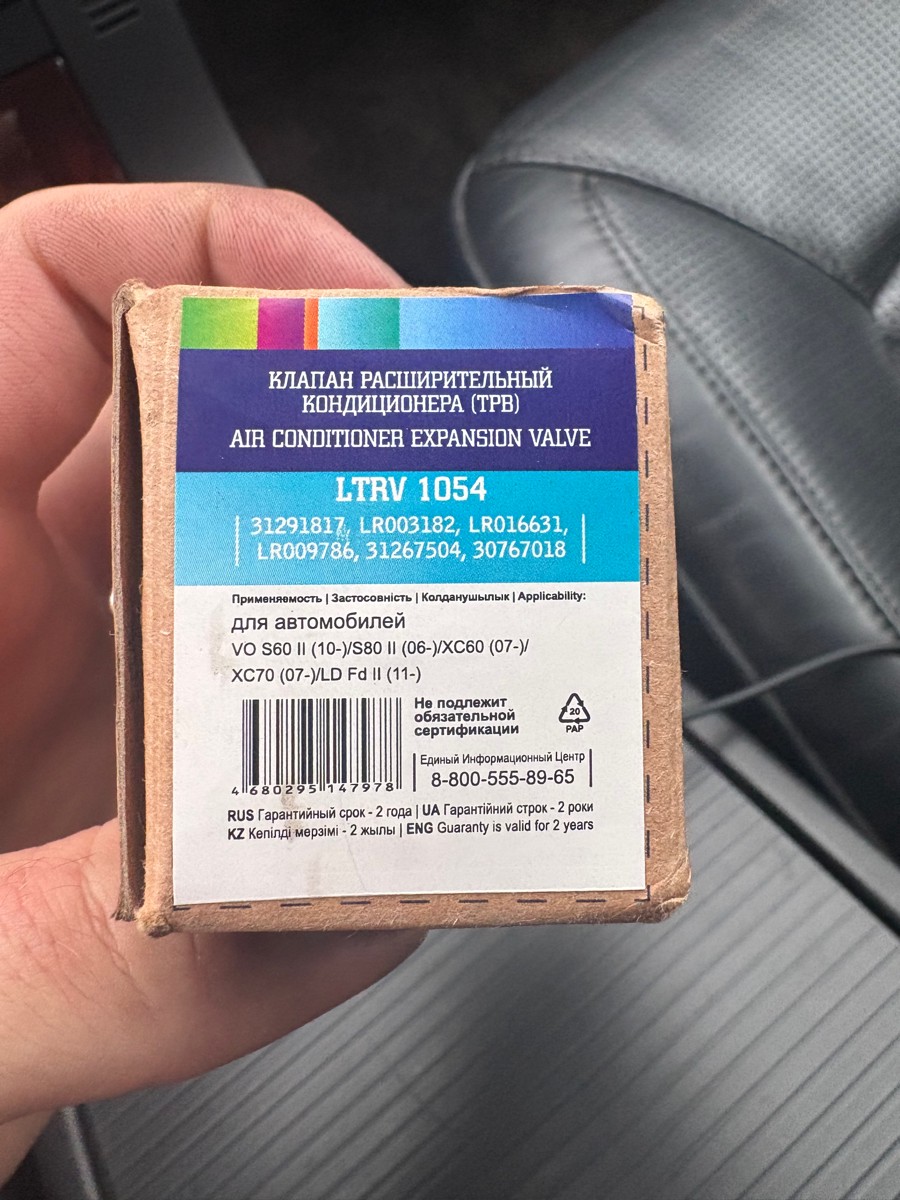 КЛАПАН РАСШИРИТЕЛЬНЫЙ
КОНДИЦИОНЕРА (ТРВ)
AIR CONDITIONER EXPANSION VALVE
LTRV 1054
31291817, LR003182, LR016631,
LR009786, 31267504, 30767018
Применяемость | Застосовність | Колданушылык | Applicability:
для автомобилей
VO S60 II (10-)/S80 II (06-)/XC60 (07-)/
XC70 (07-)/LD Fd II (11-)
Не подлежит
обязательной
сертификации
20
PAP
Единый Информационный Центр
8-800-555-89-65
4 680295 147978
RUS Гарантийный срок - 2 года | UA Гарантійний строк - 2 роки
KZ Кепілді мерзімі - 2 жылы | ENG Guaranty is valid for 2 years